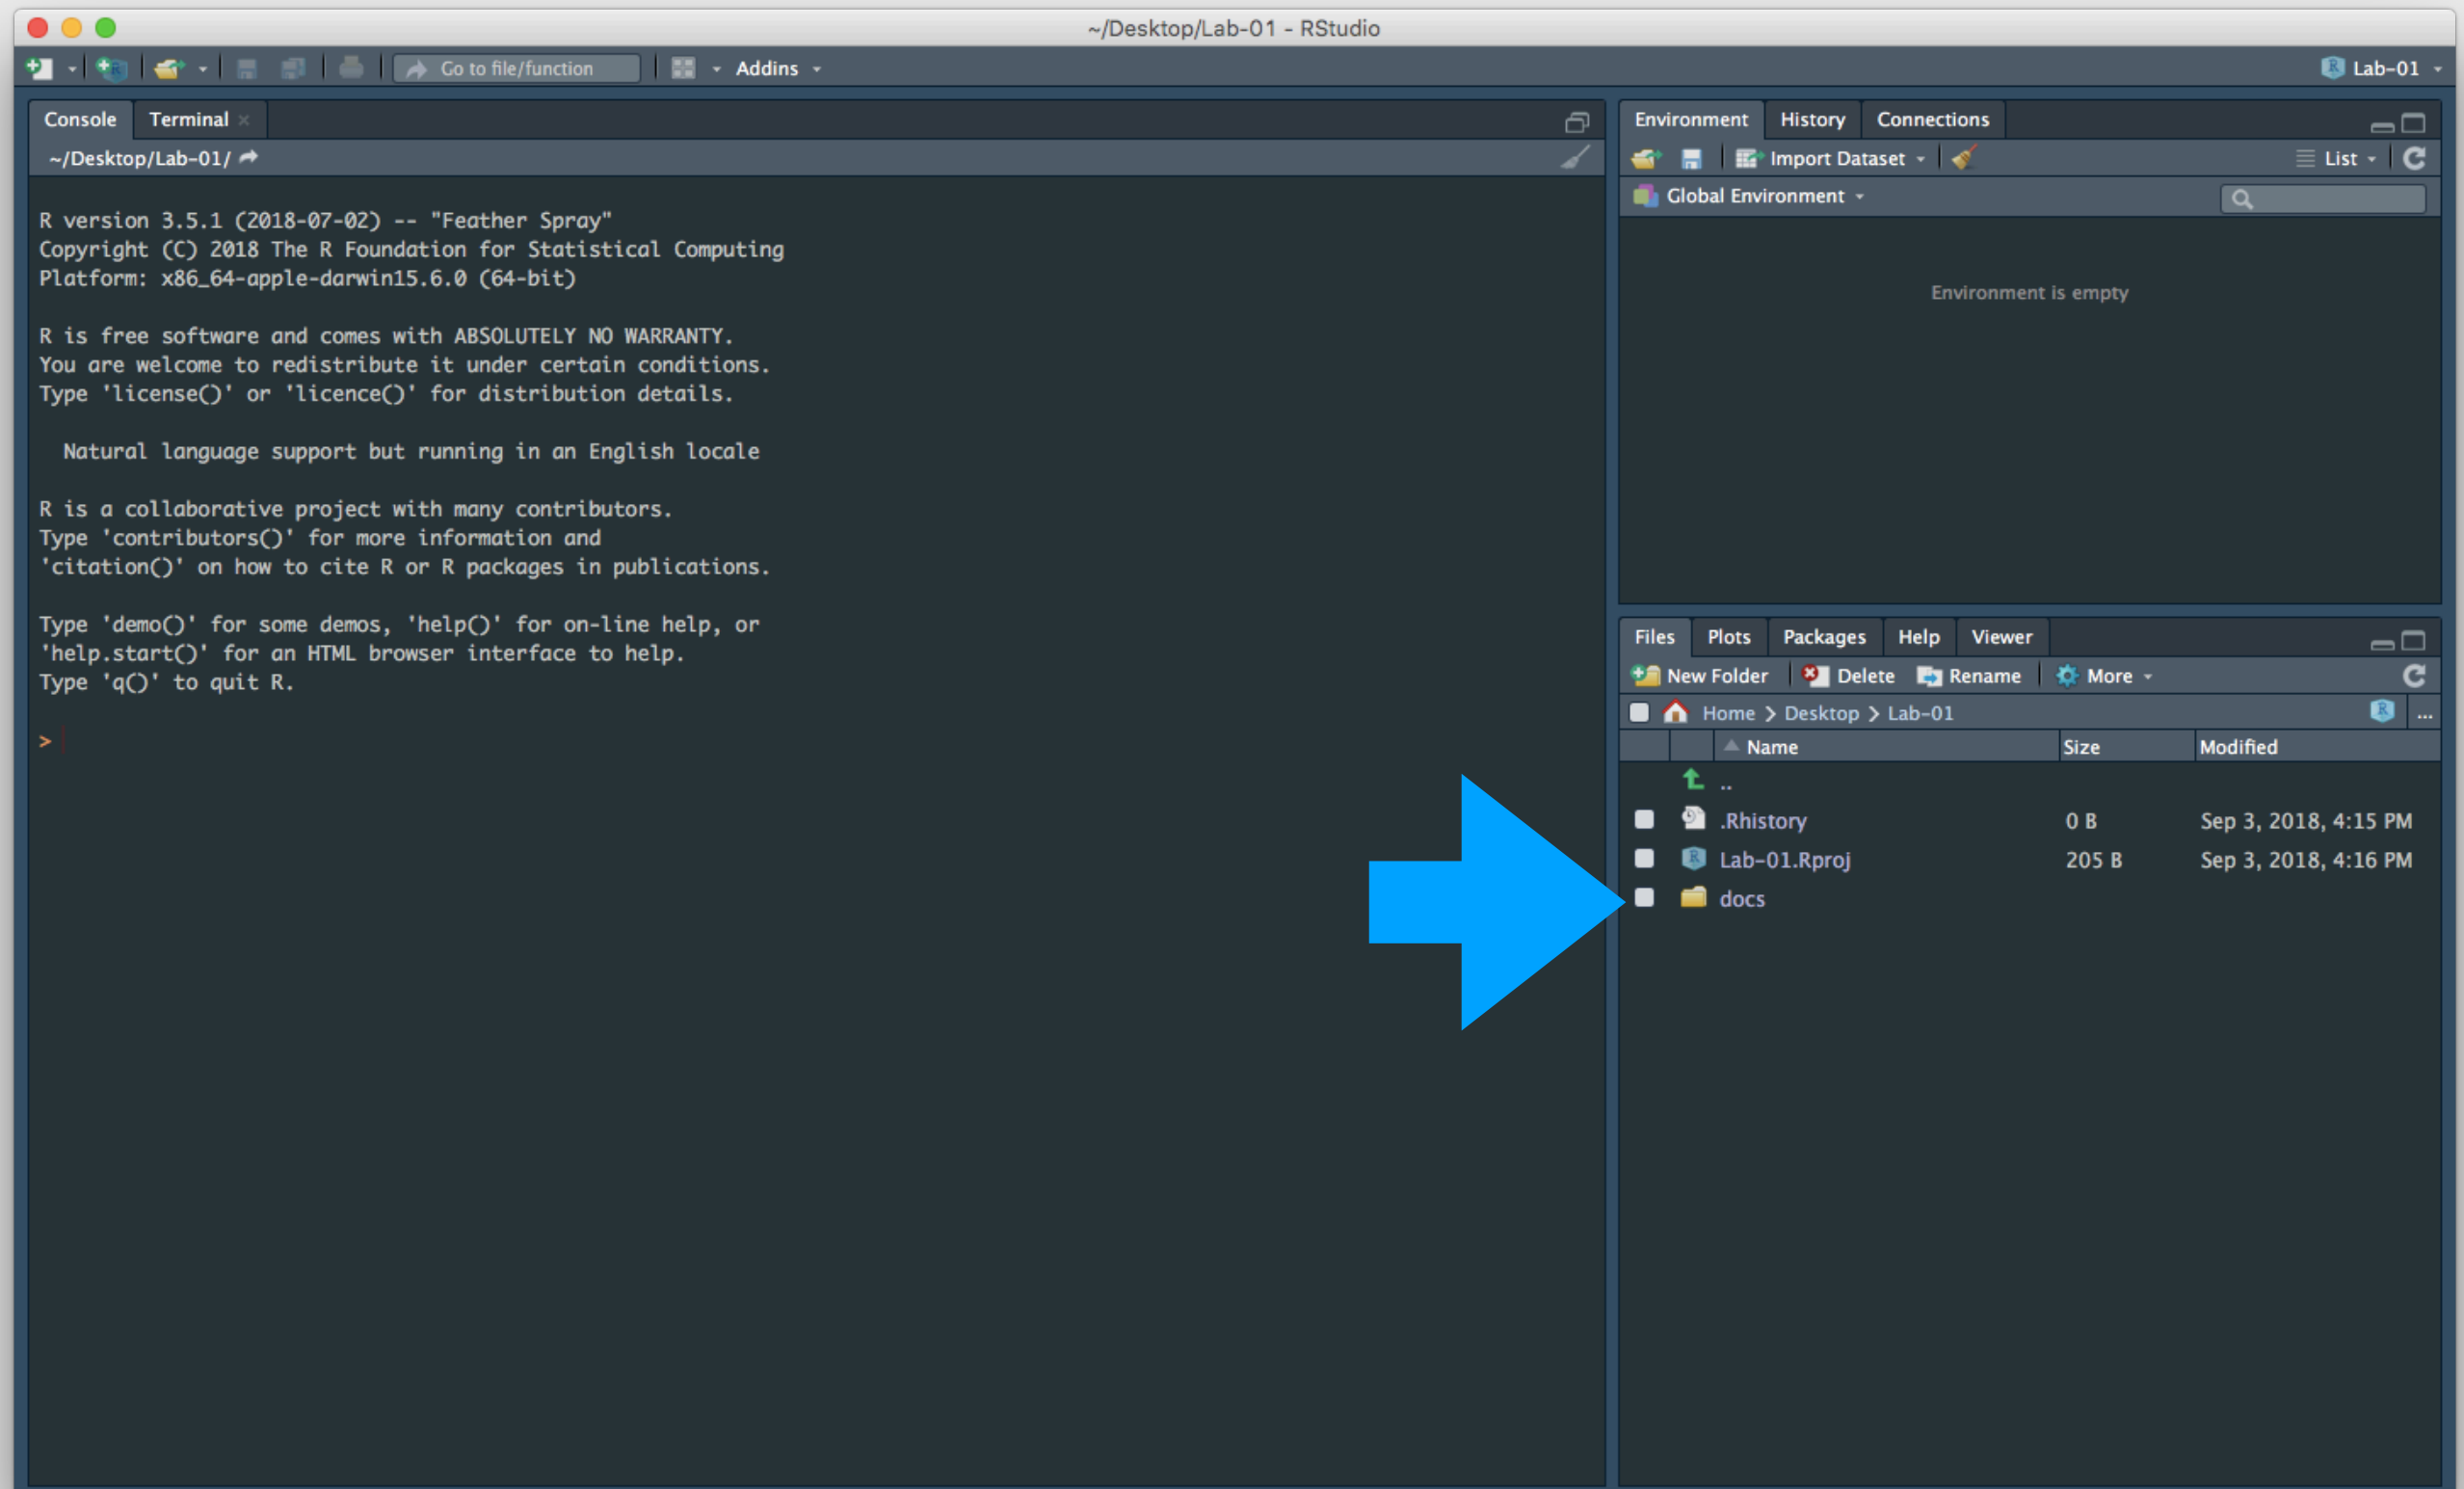 ~/Desktop/Lab-01 - RStudio
Go to file/function Addins Lab-01
Console Terminal
~/Desktop/Lab-01/
R version 3.5.1 (2018-07-02) -- "Feather Spray"
Copyright (C) 2018 The R Foundation for Statistical Computing
Platform: x86_64-apple-darwin15.6.0 (64-bit)
R is free software and comes with ABSOLUTELY NO WARRANTY.
You are welcome to redistribute it under certain conditions.
Type 'license()' or 'licence()' for distribution details.
Natural language support but running in an English locale
R is a collaborative project with many contributors.
Type 'contributors()' for more information and
'citation()' on how to cite R or R packages in publications.
Type 'demo()' for some demos, 'help()' for on-line help, or
'help.start()' for an HTML browser interface to help.
Type 'q()' to quit R.
>
Environment History Connections
Import Dataset List
Global Environment
Environment is empty
Files Plots Packages Help Viewer
New Folder Delete Rename More
Home > Desktop > Lab-01 ...
Name Size Modified
..
.Rhistory 0 B Sep 3, 2018, 4:15 PM
Lab-01.Rproj 205 B Sep 3, 2018, 4:16 PM
docs